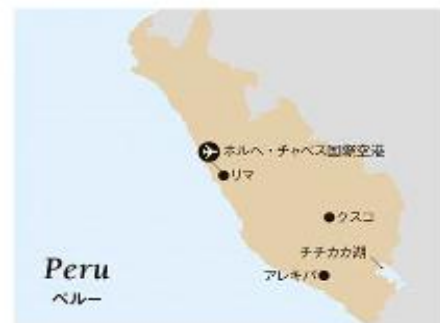 ホルヘ・チャベス国際空港
リマ
クスコ
チチカカ湖
アレキパ
Peru
ペルー